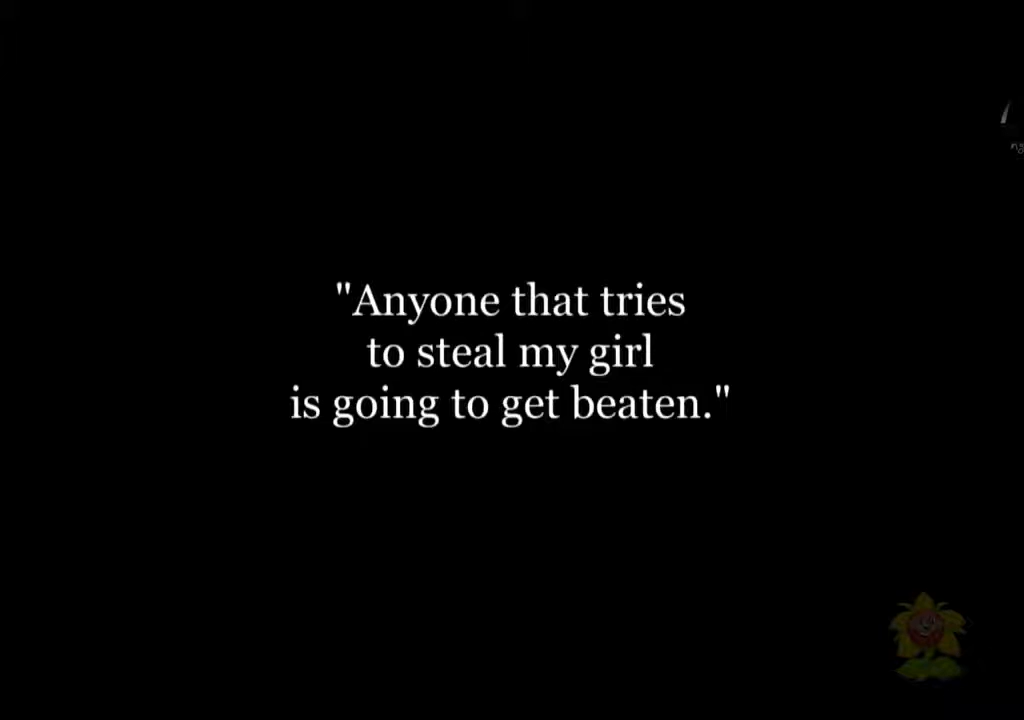 "Anyone that tries
to steal my girl
is going to get beaten."